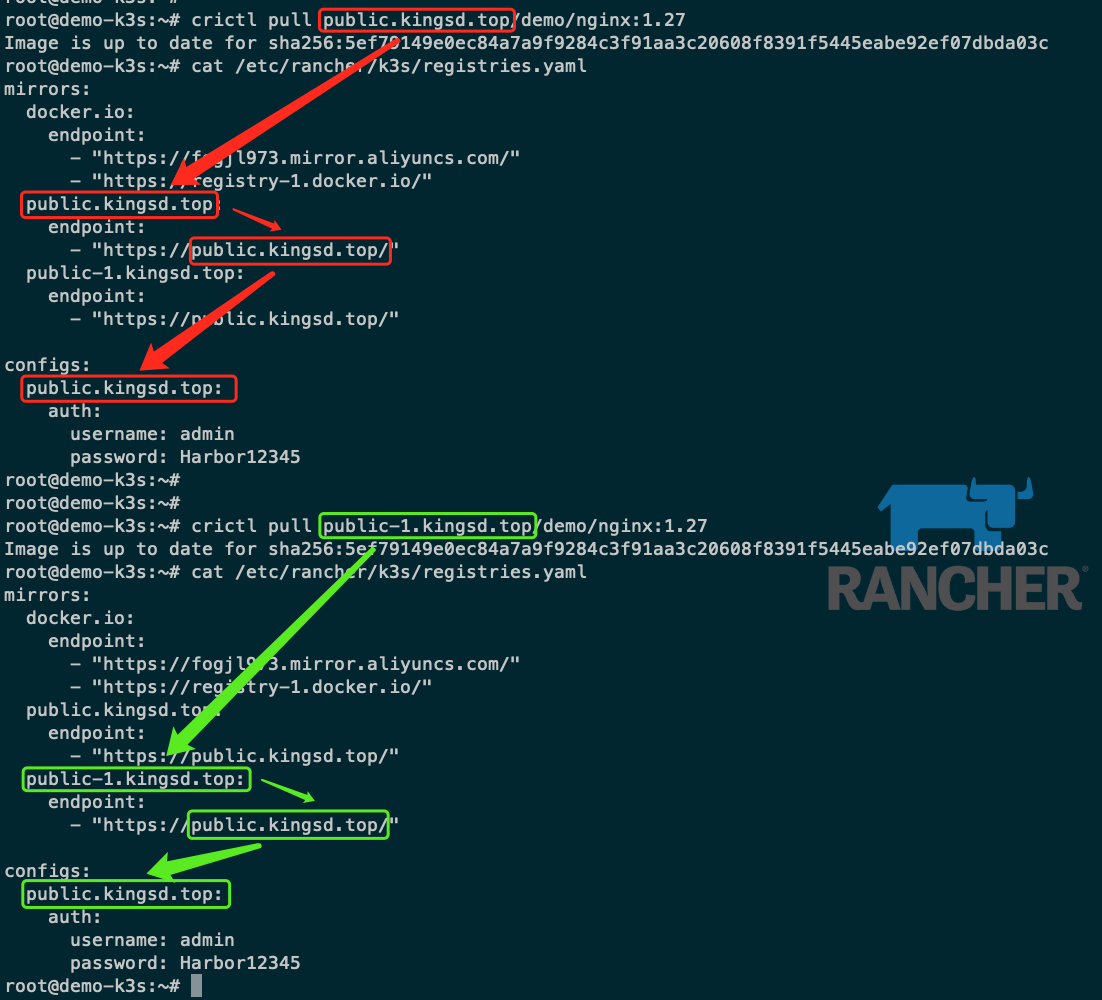 root@demo-k3s:~# crictl pull public.kingsd.top/demo/nginx:1.27
Image is up to date for sha256:5ef79149e0ec84a7a9f9284c3f91aa3c20608f8391f5445eabe92ef07dbda03c
root@demo-k3s:~# cat /etc/rancher/k3s/registries.yaml
mirrors:
  docker.io:
    endpoint:
      - "https://fogjl973.mirror.aliyuncs.com/"
      - "https://registry-1.docker.io/"
  public.kingsd.top:
    endpoint:
      - "https://public.kingsd.top/"
  public-1.kingsd.top:
    endpoint:
      - "https://public.kingsd.top/"
configs:
  public.kingsd.top:
    auth:
      username: admin
      password: Harbor12345
root@demo-k3s:~#
root@demo-k3s:~#
root@demo-k3s:~# crictl pull public-1.kingsd.top/demo/nginx:1.27
Image is up to date for sha256:5ef79149e0ec84a7a9f9284c3f91aa3c20608f8391f5445eabe92ef07dbda03c
root@demo-k3s:~# cat /etc/rancher/k3s/registries.yaml
mirrors:
  docker.io:
    endpoint:
      - "https://fogjl973.mirror.aliyuncs.com/"
      - "https://registry-1.docker.io/"
  public.kingsd.top:
    endpoint:
      - "https://public.kingsd.top/"
  public-1.kingsd.top:
    endpoint:
      - "https://public.kingsd.top/"
configs:
  public.kingsd.top:
    auth:
      username: admin
      password: Harbor12345
root@demo-k3s:~#
RANCHER®